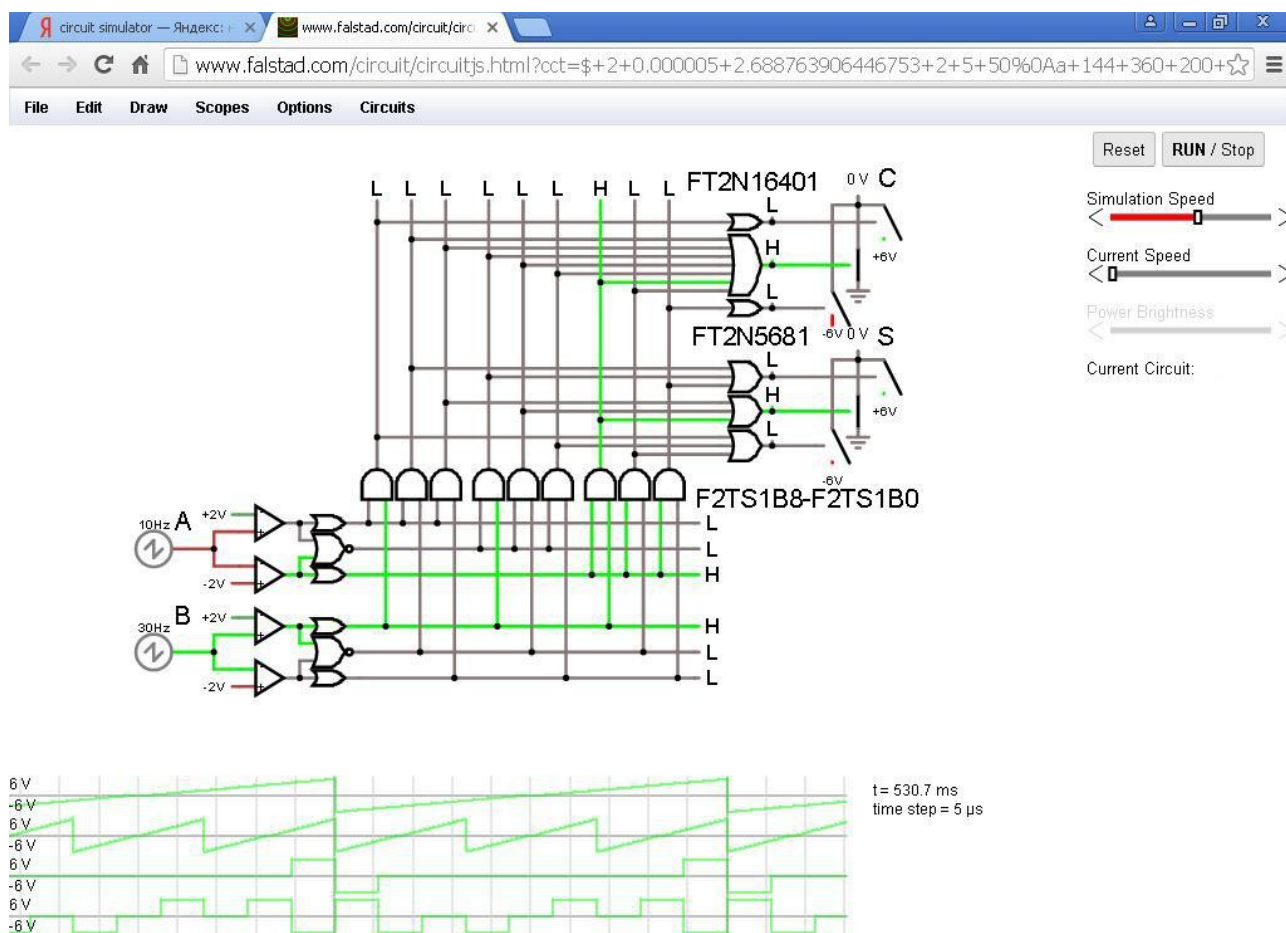 Я circuit simulator — Яндекс: www.falstad.com/circuit/circ
www.falstad.com/circuit/circuitjs.html?cct=$+2+0.000005+2.688763906446753+2+5+50%0Aa+144+360+200+
File Edit Draw Scopes Options Circuits
Reset RUN / Stop
Simulation Speed
Current Speed
Power Brightness
Current Circuit:
L L L L L L H L L FT2N16401 0 V C
L
H
+6V
L
-6V 0 V S
FT2N5681
L
H
+6V
L
-6V
F2TS1B8-F2TS1B0
10Hz A +2V
L
L
-2V
H
30Hz B +2V
H
L
-2V
L
6 V
-6 V
6 V
-6 V
6 V
-6 V
6 V
-6 V
t = 530.7 ms
time step = 5 µs